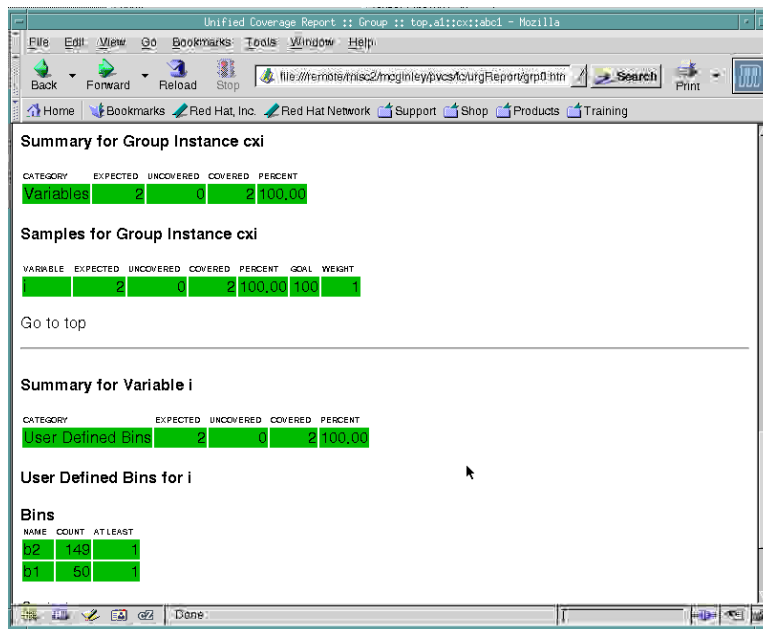 Unified Coverage Report :: Group :: top.a1::cx::abc1 - Mozilla
File Edit View Go Bookmarks Tools Window Help
Back Forward Reload Stop file:///remote/misc2/mcginley/pvcs/fc/urgReport/grp0.htm Search Print
Home Bookmarks Red Hat, Inc. Red Hat Network Support Shop Products Training
Summary for Group Instance cxi
CATEGORY EXPECTED UNCOVERED COVERED PERCENT
Variables 2 0 2 100.00
Samples for Group Instance cxi
VARIABLE EXPECTED UNCOVERED COVERED PERCENT GOAL WEIGHT
i 2 0 2 100.00 100 1
Go to top
Summary for Variable i
CATEGORY EXPECTED UNCOVERED COVERED PERCENT
User Defined Bins 2 0 2 100.00
User Defined Bins for i
Bins
NAME COUNT AT LEAST
b2 149 1
b1 50 1
Done